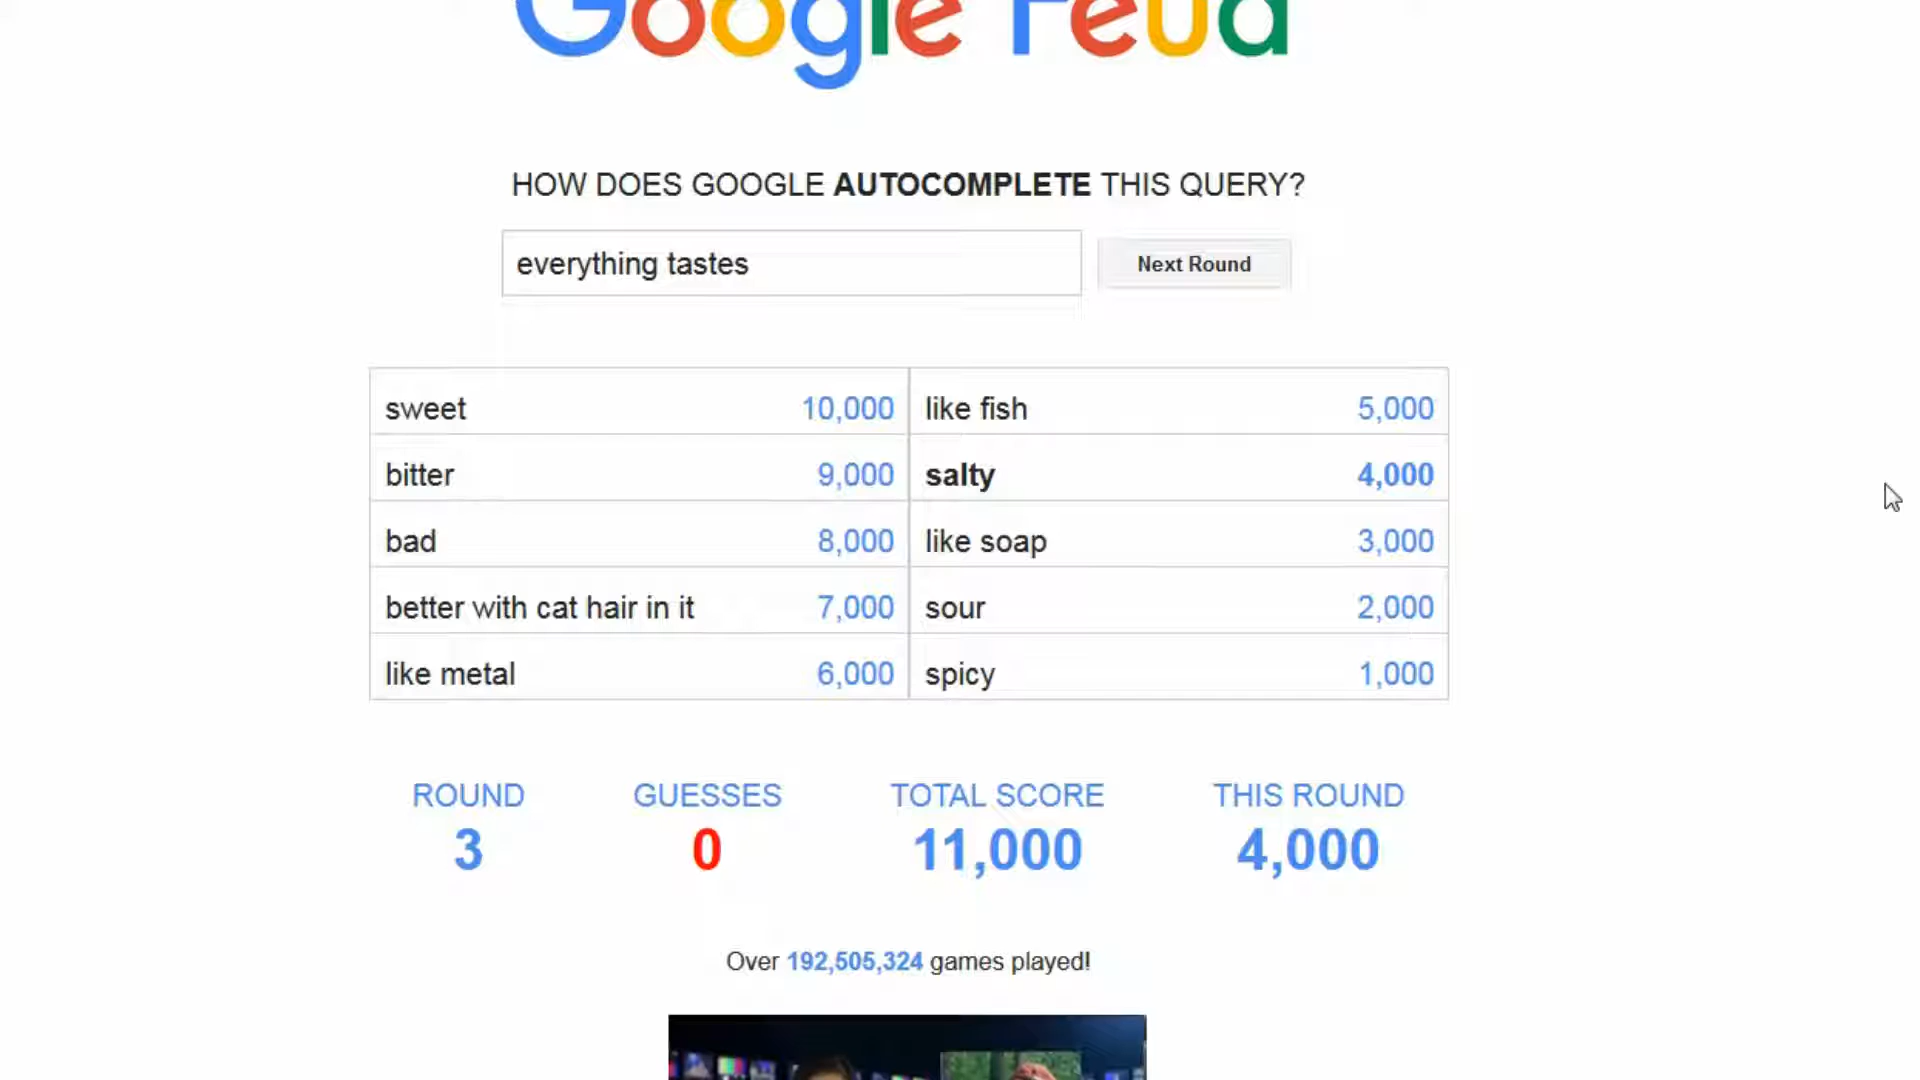 Google Feud
HOW DOES GOOGLE AUTOCOMPLETE THIS QUERY?
everything tastes
Next Round
sweet 10,000 like fish 5,000
bitter 9,000 salty 4,000
bad 8,000 like soap 3,000
better with cat hair in it 7,000 sour 2,000
like metal 6,000 spicy 1,000
ROUND GUESSES TOTAL SCORE THIS ROUND
3 0 11,000 4,000
Over 192,505,324 games played!